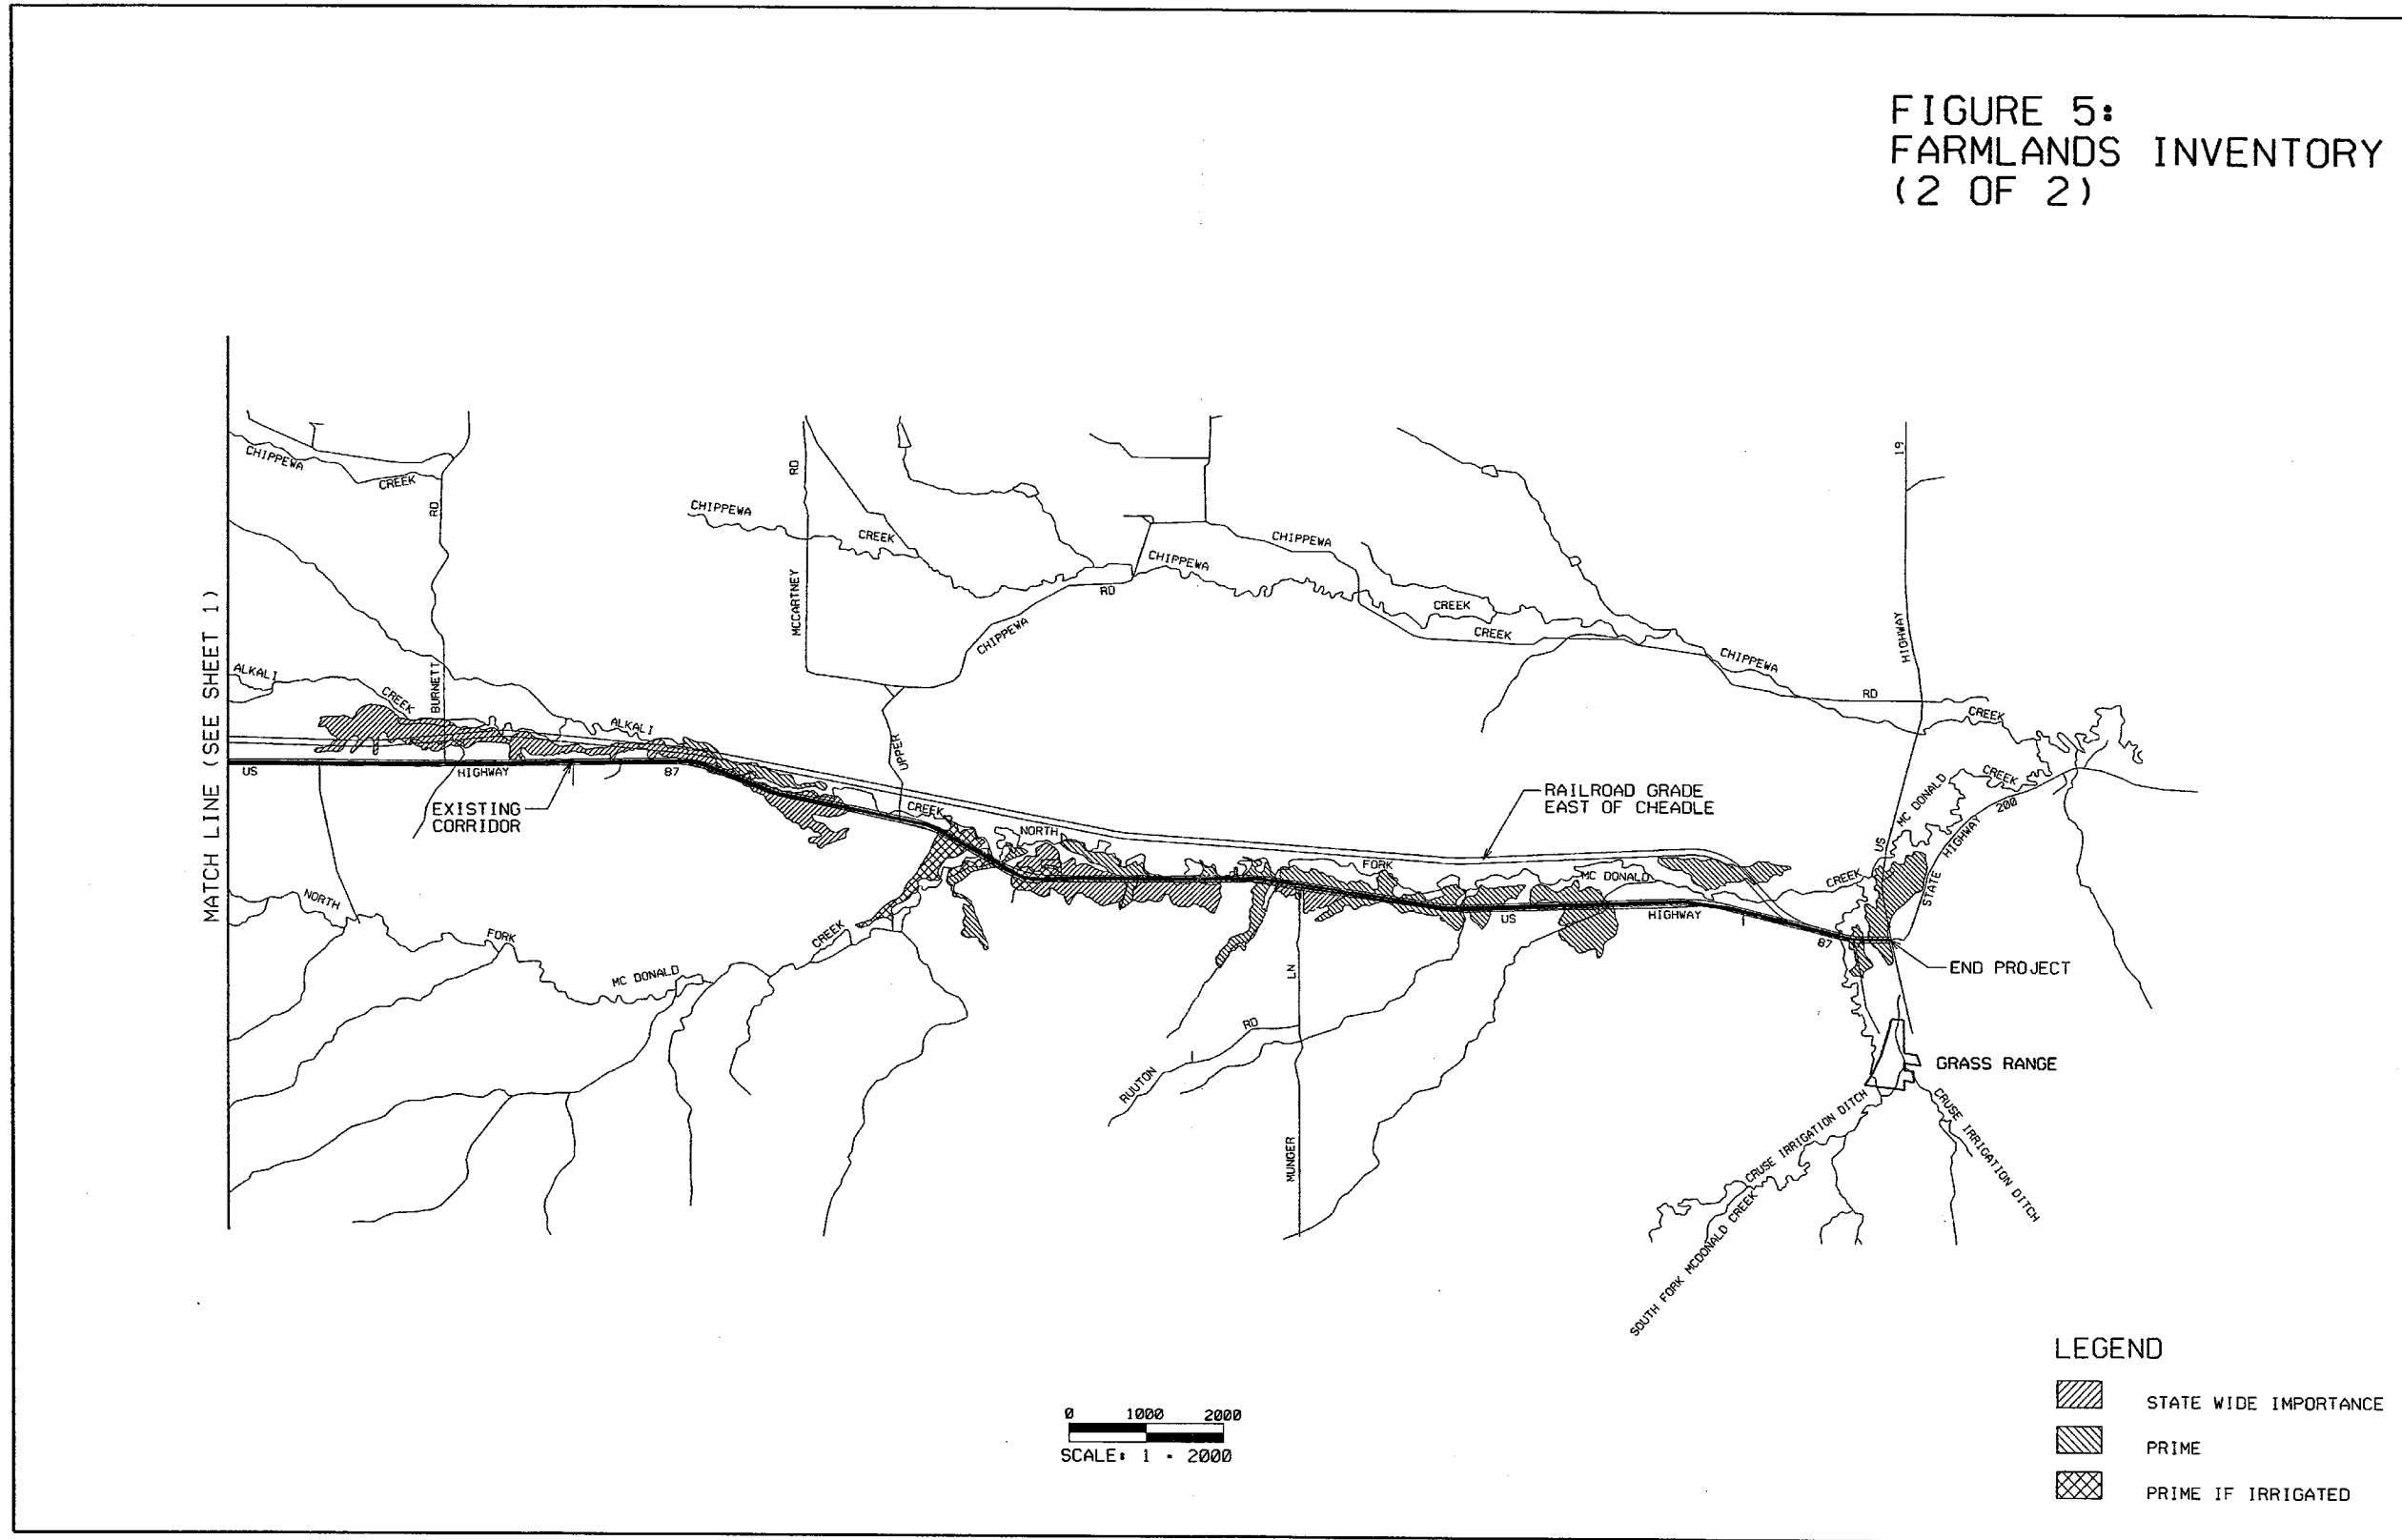 FIGURE 5:
FARMLANDS INVENTORY
(2 OF 2)
MATCH LINE (SEE SHEET 1)
CHIPPEWA
CREEK
RD
BURNETT
ALKALI
CREEK
ALKALI
US
HIGHWAY
87
EXISTING
CORRIDOR
NORTH
FORK
MC DONALD
CREEK
RD
MCCARTNEY
CHIPPEWA
CREEK
CHIPPEWA
RD
UPPER
CREEK
CHIPPEWA
CHIPPEWA
CREEK
CREEK
CHIPPEWA
RD
CREEK
19
HIGHWAY
US
RAILROAD GRADE
EAST OF CHEADLE
NORTH
FORK
MC DONALD
CREEK
MC DONALD
CREEK
STATE
HIGHWAY
200
US
HIGHWAY
87
END PROJECT
LN
MUNGER
RD
RUUTON
GRASS RANGE
CRUSE IRRIGATION DITCH
CRUSE IRRIGATION DITCH
SOUTH FORK MCDONALD CREEK
0 1000 2000
SCALE: 1 - 2000
LEGEND
STATE WIDE IMPORTANCE
PRIME
PRIME IF IRRIGATED